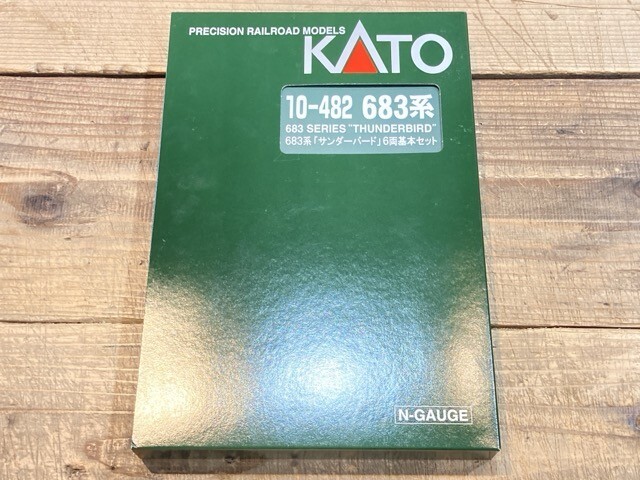 PRECISION RAILROAD MODELS
KATO
10-482 683系
683 SERIES "THUNDERBIRD"
683系「サンダーバード」6両基本セット
N-GAUGE